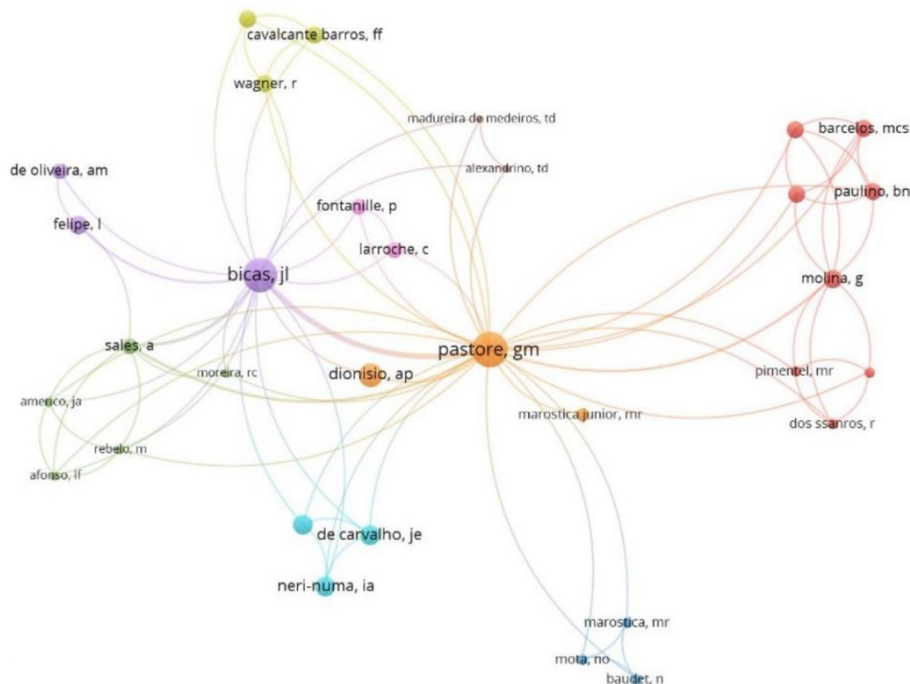 cavalcante barros, ff
wagner, r
madureira de medeiros, td
barcelos, mcs
de oliveira, am
alexandrino, td
paulino, bn
fontanille, p
felipe, l
larroche, c
bicas, jl
molina, g
sales, a
pastore, gm
moreira, rc
dionisio, ap
pimentel, mr
americo, ja
marostica junior, mr
dos ssanros, r
rebelo, m
afonso, lf
de carvalho, je
neri-numa, ia
marostica, mr
mota, no
baudet, n